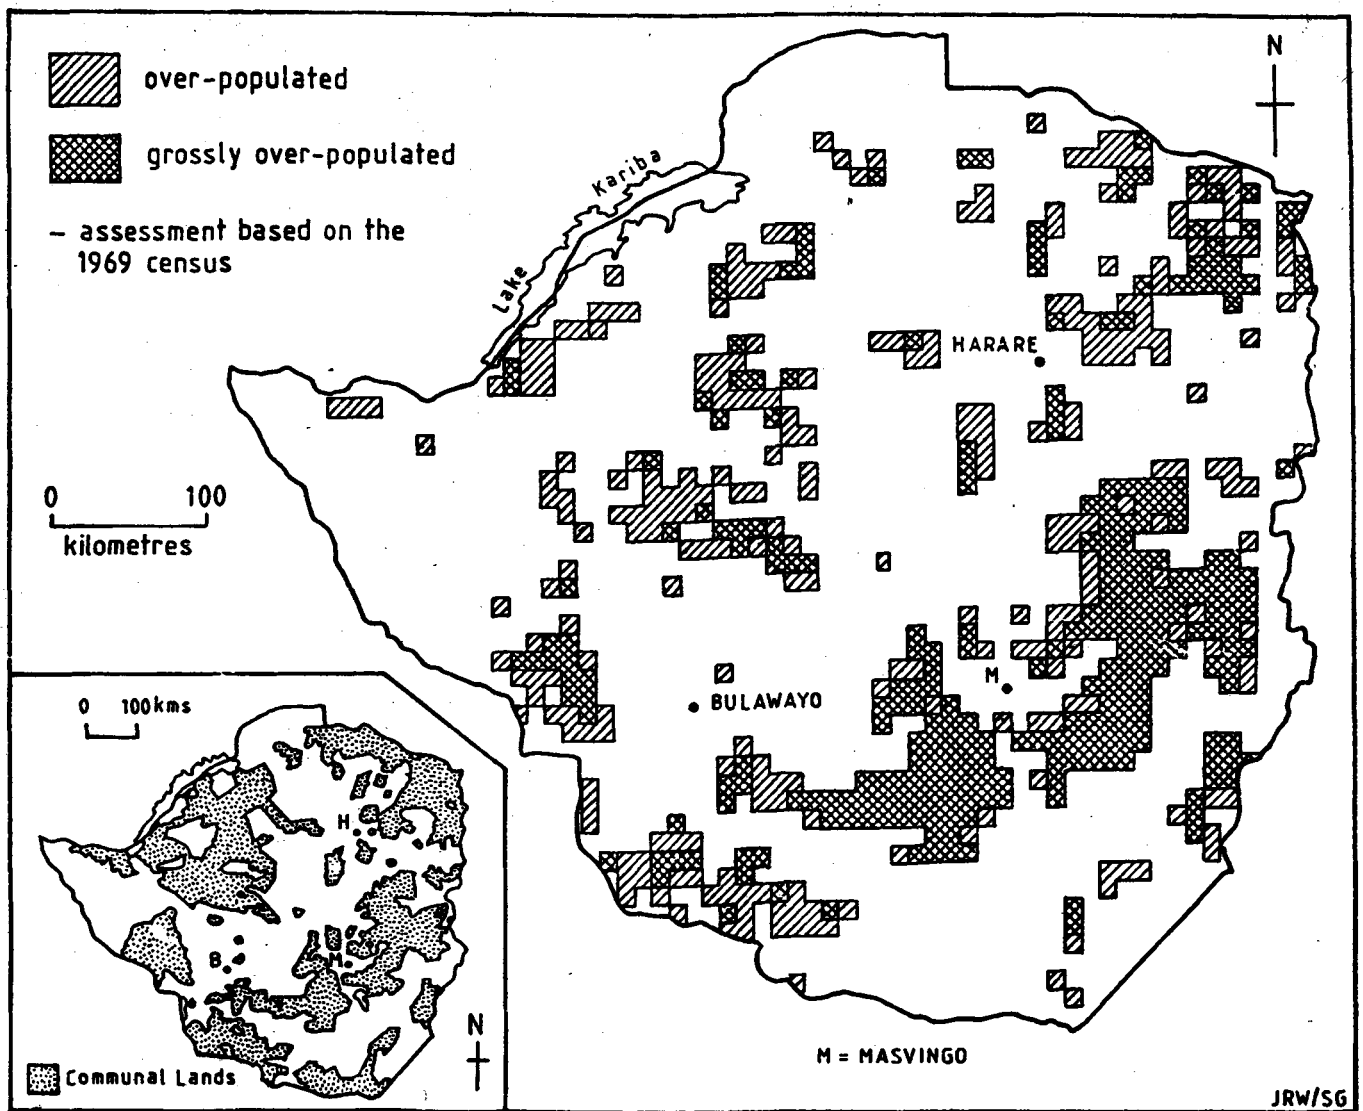 over-populated
grossly over-populated
– assessment based on the
1969 census
N
Lake Kariba
HARARE
0 100
kilometres
M
BULAWAYO
0 100kms
H
B
M
N
Communal Lands
M = MASVINGO
JRW/SG